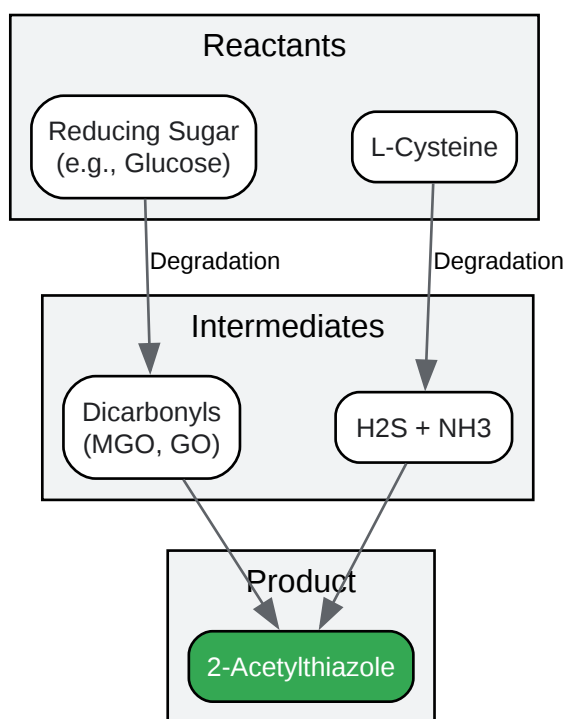 Reactants
Reducing Sugar
(e.g., Glucose)
L-Cysteine
Degradation
Degradation
Intermediates
Dicarbonyls
(MGO, GO)
H2S + NH3
Product
2-Acetylthiazole